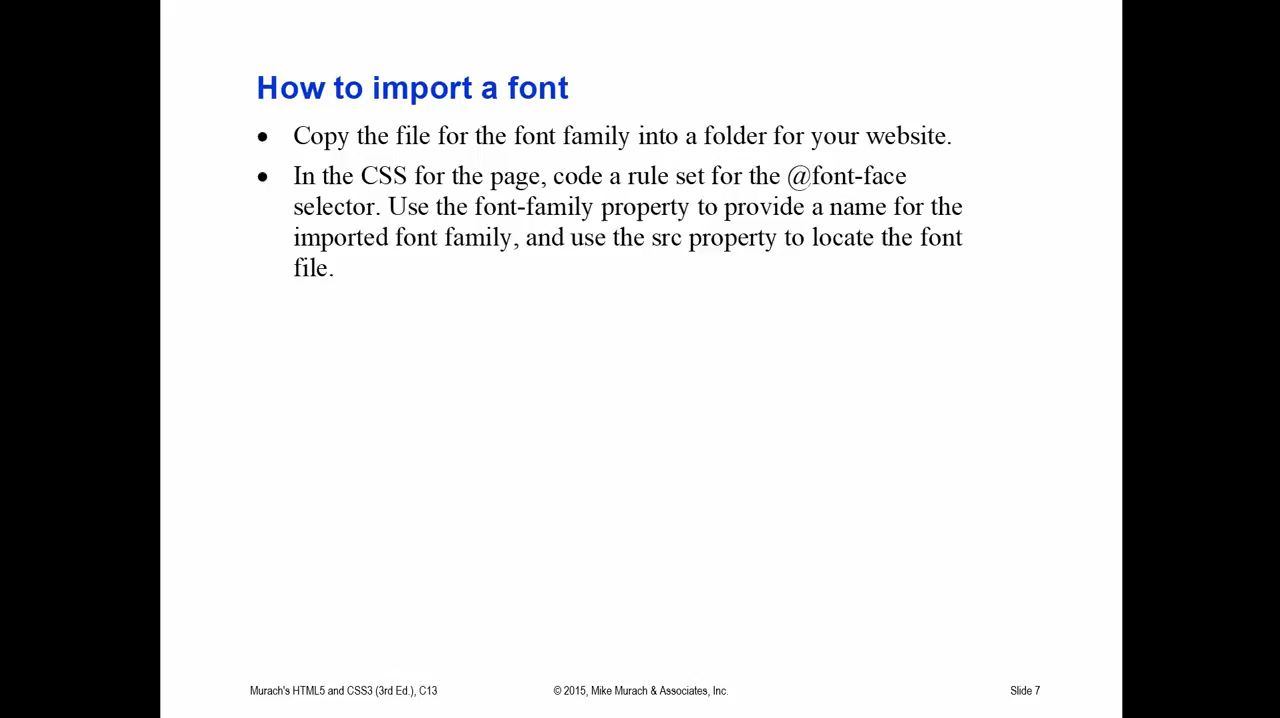 How to import a font
• Copy the file for the font family into a folder for your website.
• In the CSS for the page, code a rule set for the @font-face
selector. Use the font-family property to provide a name for the
imported font family, and use the src property to locate the font
file.
Murach's HTML5 and CSS3 (3rd Ed.), C13
© 2015, Mike Murach & Associates, Inc.
Slide 7